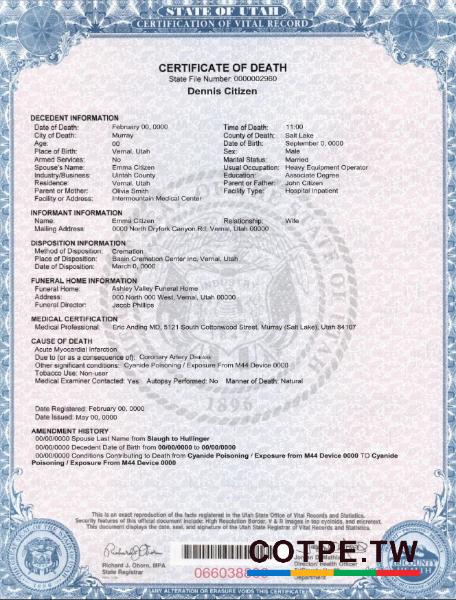 STATE OF UTAH
CERTIFICATION OF VITAL RECORD
CERTIFICATE OF DEATH
State File Number 0000002960
Dennis Citizen
DECEDENT INFORMATION
Date of Death: February 00, 0000 Time of Death: 11:00
City of Death: Murray County of Death: Salt Lake
Age: 00 Date of Birth: September 0, 0000
Place of Birth: Vernal, Utah Sex: Male
Armed Services: No Marital Status: Married
Spouse's Name: Emma Citizen Usual Occupation: Heavy Equipment Operator
Industry/Business: Uintah County Education: Associate Degree
Residence: Vernal, Utah Parent or Father: John Citizen
Parent or Mother: Olivia Smith Facility Type: Hospital Inpatient
Facility or Address: Intermountain Medical Center
INFORMANT INFORMATION
Name: Emma Citizen Relationship: Wife
Mailing Address 0000 North Dryfork Canyon Rd, Vernal, Utah 00000
DISPOSITION INFORMATION
Method of Disposition: Cremation
Place of Disposition: Basin Cremation Inc, Vernal, Utah
Date of Disposition: March 0, 0000
FUNERAL HOME INFORMATION
Funeral Home: Ashley Valley Funeral Home
Address: 000 North 000 West, Vernal, Utah 00000
Funeral Director: Jacob Phillips
MEDICAL CERTIFICATION
Medical Professional: Eric Anding MD, 5121 South Cottonwood Street, Murray (Salt Lake), Utah 84107
CAUSE OF DEATH
Acute Myocardial Infarction
Due to (or as a consequence of): Coronary Artery Disease
Other significant conditions: Cyanide Poisoning / Exposure From M44 Device 0000
Tobacco Use: Non-user
Medical Examiner Contacted: Yes Autopsy Performed: No Manner of Death: Natural
Date Registered: February 00, 0000
Date Issued: May 00, 0000
AMENDMENT HISTORY
00/00/0000 Spouse Last Name from Slaugh to Hullinger
00/00/0000 Decedent Date of Birth from 00/00/0000 to 00/00/0000
00/00/0000 Conditions Contributing to Death from Cyanide Poisoning / Exposure from M44 Device 0000 TO Cyanide
Poisoning / Exposure From M44 Device 0000
1896
This is an exact reproduction of the facts registered in the Utah State Office of Vital Records and Statistics.
Security features of this official document include: High Resolution Border, V & R images in top cycloids, and microtext.
This document displays the date, seal, and signature of the Utah State Registrar of Vital Records and Statistics.
Richard J. Oborn, MPA
State Registrar
066038
COTPE.TW
Director/ Health Officer
Department
ANY ALTERATION OR ERASURE VOIDS THIS CERTIFICATE